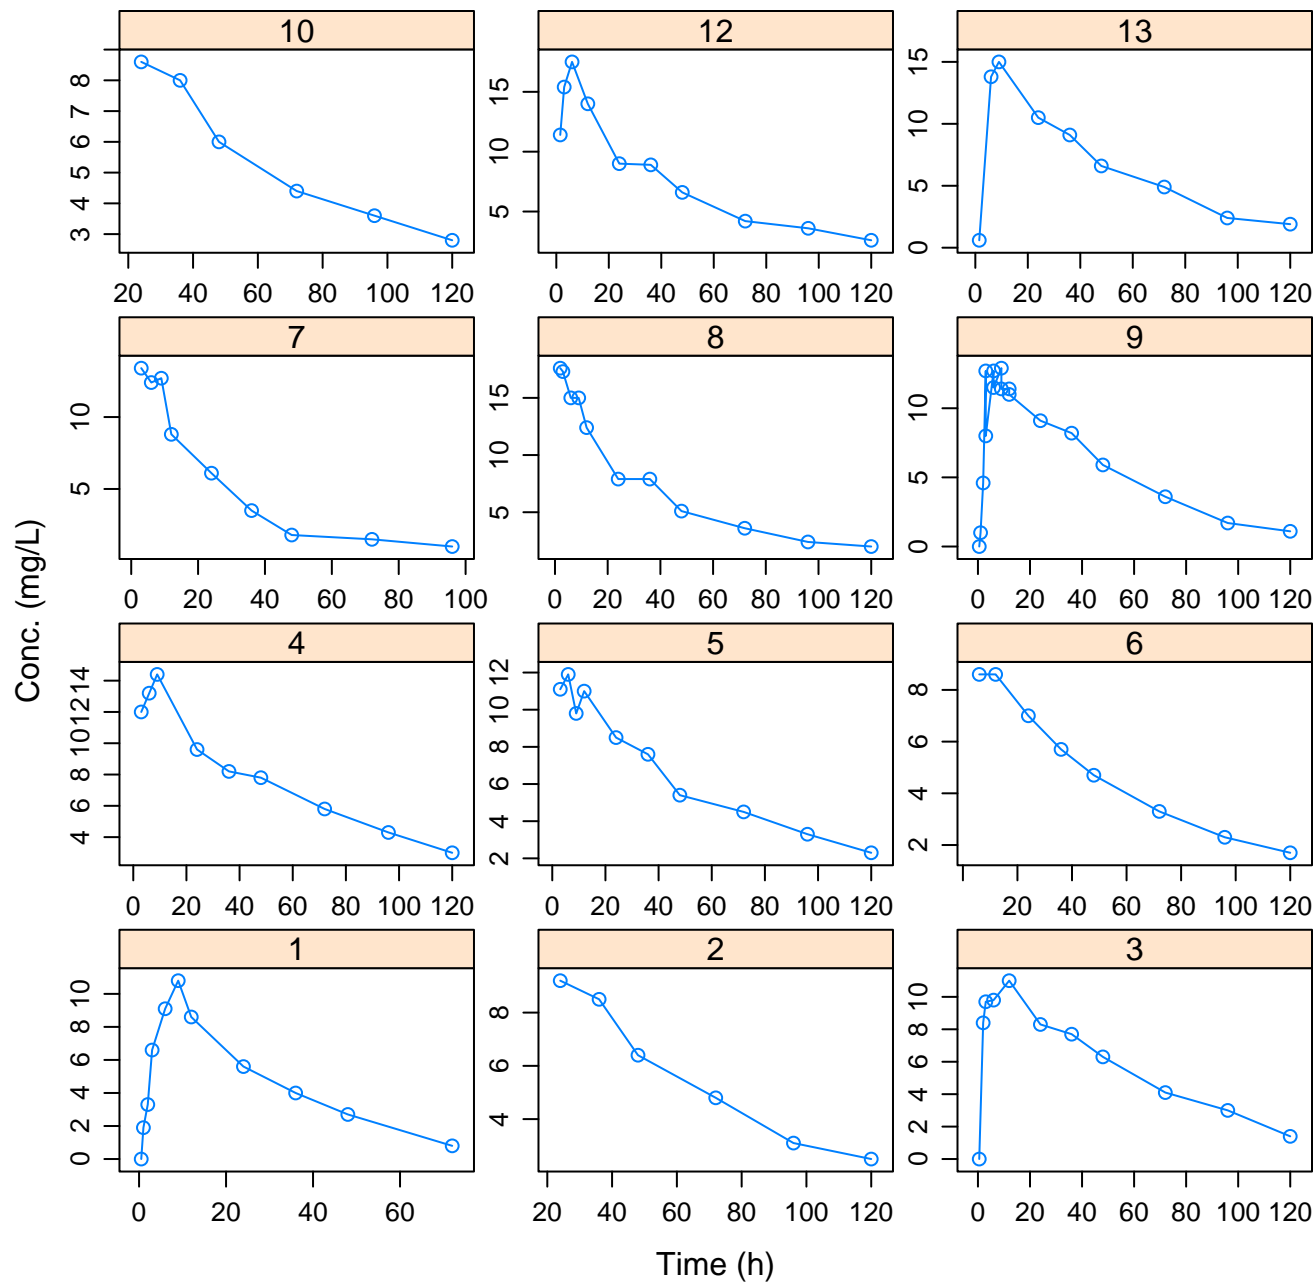 10 12 13
3 4 5 6 7 8
5 10 15
0 5 10 15
20 40 60 80 100 120
0 20 40 60 80 100 120
0 20 40 60 80 100 120
7 8 9
5 10
5 10 15
0 5 10
0 20 40 60 80 100
0 20 40 60 80 100 120
0 20 40 60 80 100 120
Conc. (mg/L)
4 5 6
4 6 8 10 12 14
2 4 6 8 10 12
2 4 6 8
0 20 40 60 80 100 120
0 20 40 60 80 100 120
20 40 60 80 100 120
1 2 3
0 2 4 6 8 10
4 6 8
0 2 4 6 8 10
0 20 40 60
20 40 60 80 100 120
0 20 40 60 80 100 120
Time (h)